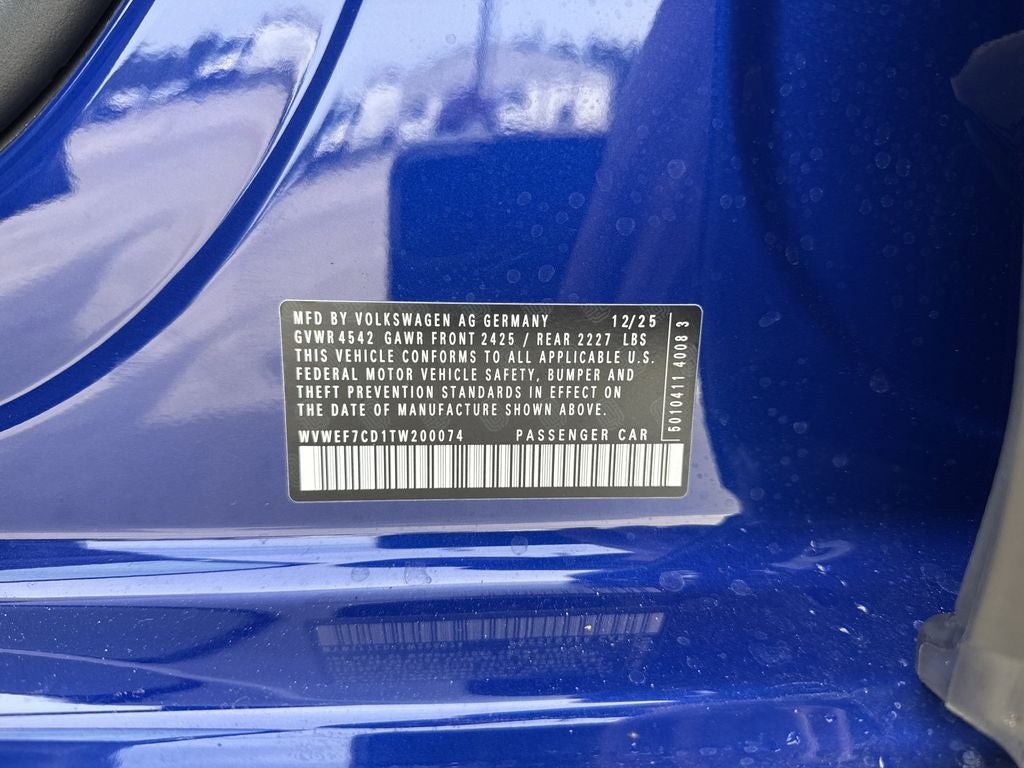 MFD BY VOLKSWAGEN AG GERMANY 12/25
GVWR 4542 GAWR FRONT 2425 / REAR 2227 LBS
THIS VEHICLE CONFORMS TO ALL APPLICABLE U.S.
FEDERAL MOTOR VEHICLE SAFETY, BUMPER AND
THEFT PREVENTION STANDARDS IN EFFECT ON
THE DATE OF MANUFACTURE SHOWN ABOVE.
WVWEF7CD1TW200074 PASSENGER CAR
5010411 40083